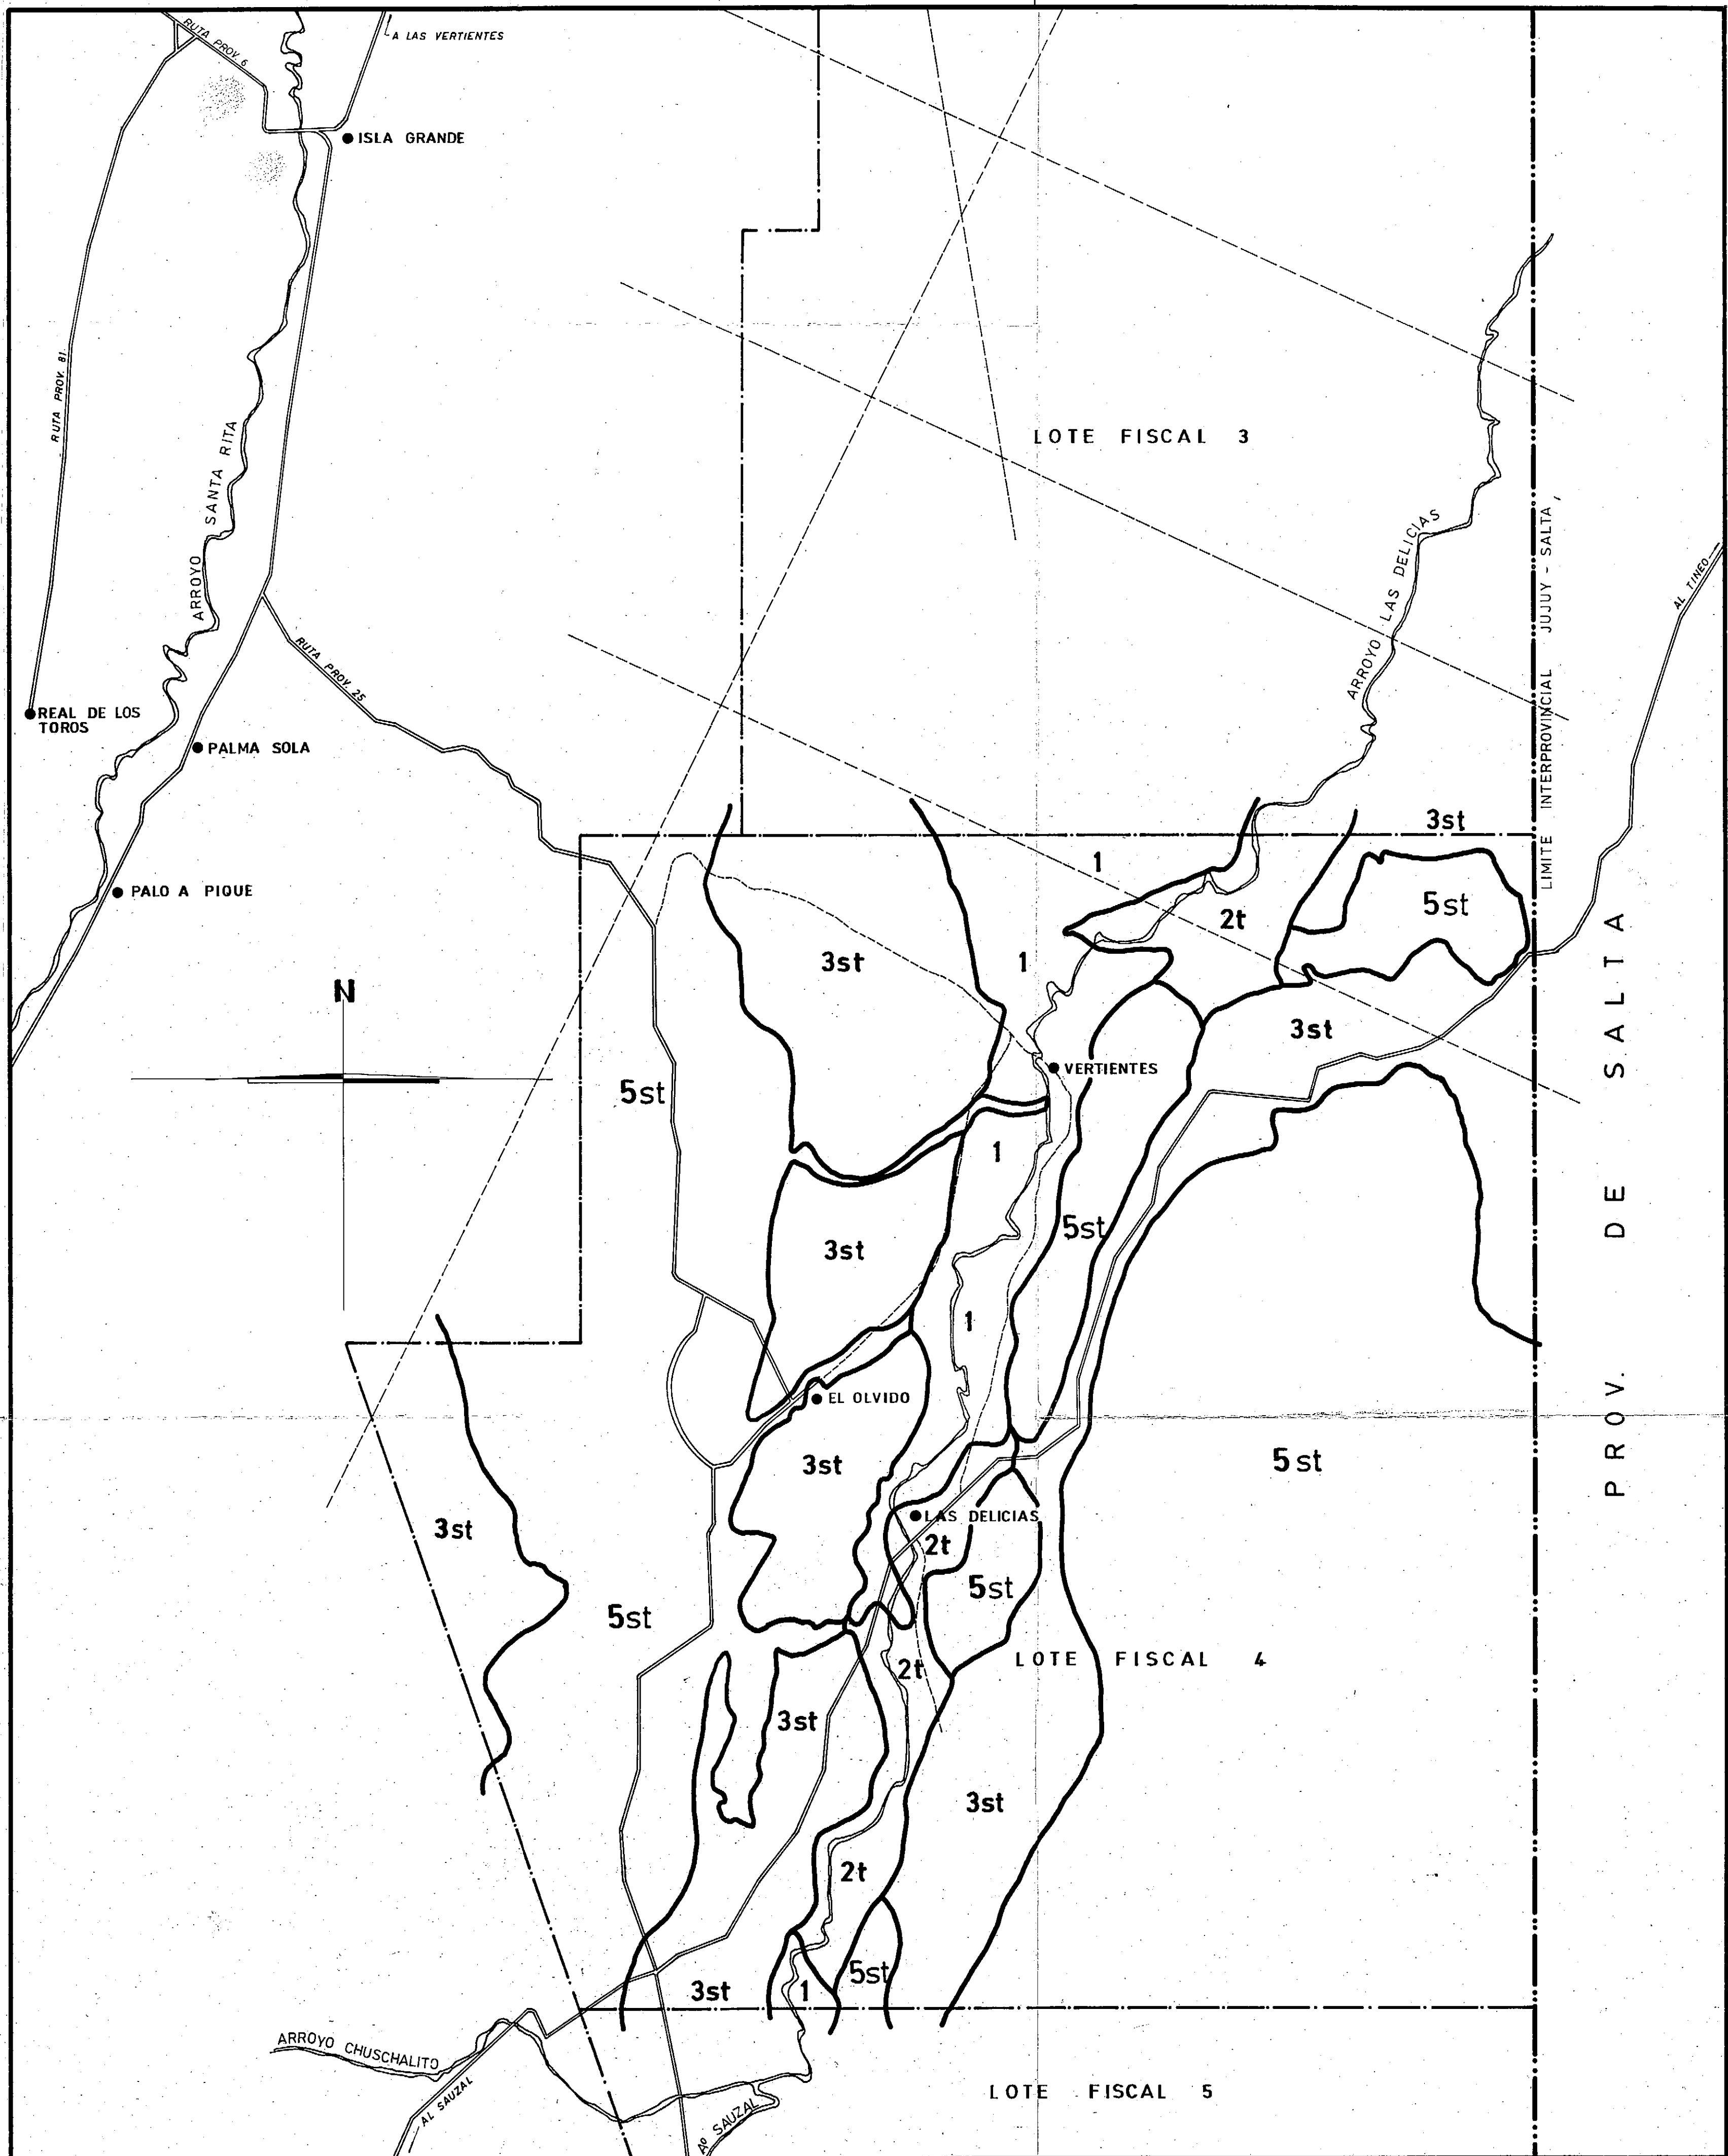 RUTA PROV. 6
A LAS VERTIENTES
ISLA GRANDE
RUTA PROV. 81
ARROYO SANTA RITA
LOTE FISCAL 3
ARROYO LAS DELICIAS
LIMITE INTERPROVINCIAL JUJUY - SALTA
AL TINEO
RUTA PROV. 25
REAL DE LOS
TOROS
PALMA SOLA
PALO A PIQUE
3st
1
5st
2t
3st
1
N
3st
VERTIENTES
5st
1
PROV. DE SALTA
5st
3st
1
EL OLVIDO
3st
5st
3st
LAS DELICIAS
2t
5st
5st
LOTE FISCAL 4
2t
3st
3st
2t
5st
3st
1
ARROYO CHUSCHALITO
AL SAUZAL
Aº SAUZAL
LOTE FISCAL 5